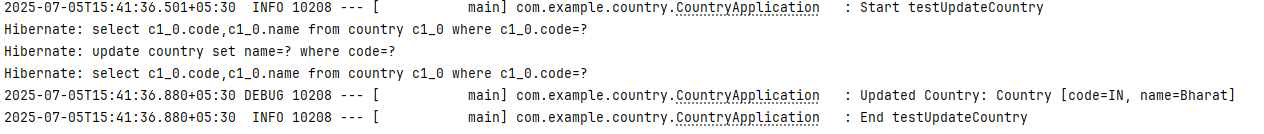 2025-07-05T15:41:36.501+05:30  INFO 10208 --- [           main] com.example.country.CountryApplication   : Start testUpdateCountry
Hibernate: select c1_0.code,c1_0.name from country c1_0 where c1_0.code=?
Hibernate: update country set name=? where code=?
Hibernate: select c1_0.code,c1_0.name from country c1_0 where c1_0.code=?
2025-07-05T15:41:36.880+05:30 DEBUG 10208 --- [           main] com.example.country.CountryApplication   : Updated Country: Country [code=IN, name=Bharat]
2025-07-05T15:41:36.880+05:30  INFO 10208 --- [           main] com.example.country.CountryApplication   : End testUpdateCountry